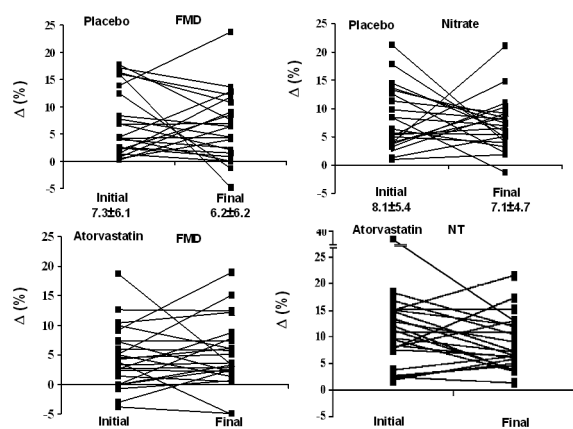 Placebo FMD
Δ (%)
25
20
15
10
5
0
-5
Initial Final
7.3±6.1 6.2±6.2
Placebo Nitrate
Δ (%)
25
20
15
10
5
0
-5
Initial Final
8.1±5.4 7.1±4.7
Atorvastatin FMD
Δ (%)
25
20
15
10
5
0
-5
Initial Final
Atorvastatin NT
Δ (%)
40
25
20
15
10
5
0
-5
Initial Final